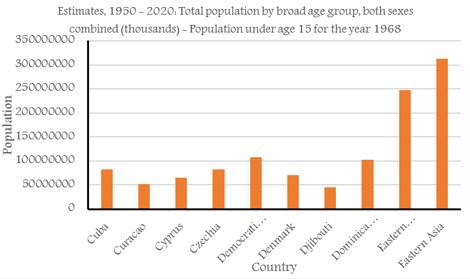 Estimates, 1950 - 2020: Total population by broad age group, both sexes
combined (thousands) - Population under age 15 for the year 1968
350000000
300000000
250000000
200000000
150000000
100000000
50000000
0
Population
Cuba
Curacao
Cyprus
Czechia
Democrati...
Denmark
Djibouti
Dominica...
Eastern...
Eastern Asia
Country